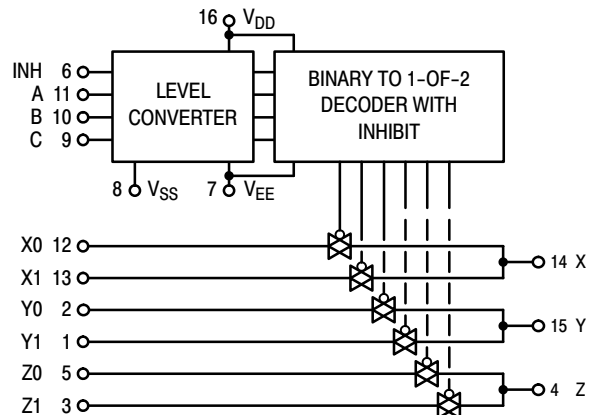 16 VDD
INH 6
A 11
B 10
C 9
LEVEL
CONVERTER
BINARY TO 1-OF-2
DECODER WITH
INHIBIT
8 VSS
7 VEE
X0 12
X1 13
14 X
Y0 2
Y1 1
15 Y
Z0 5
Z1 3
4 Z